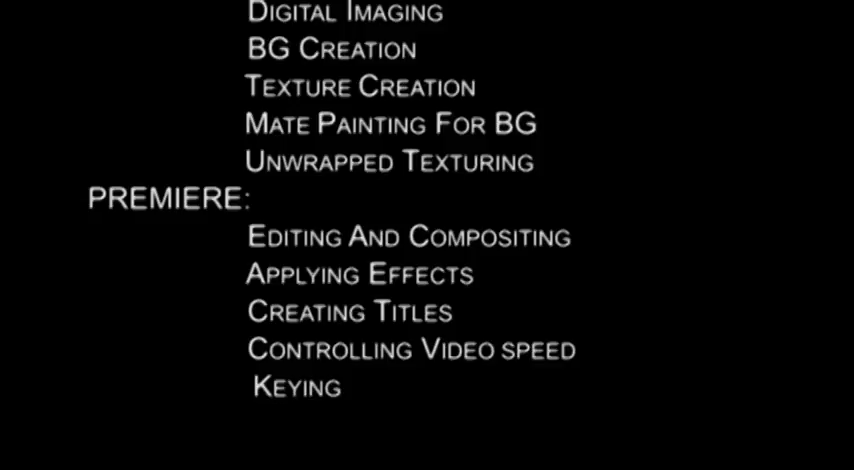 Digital Imaging
BG Creation
Texture Creation
Mate Painting For BG
Unwrapped Texturing
PREMIERE:
Editing And Compositing
Applying Effects
Creating Titles
Controlling Video speed
Keying